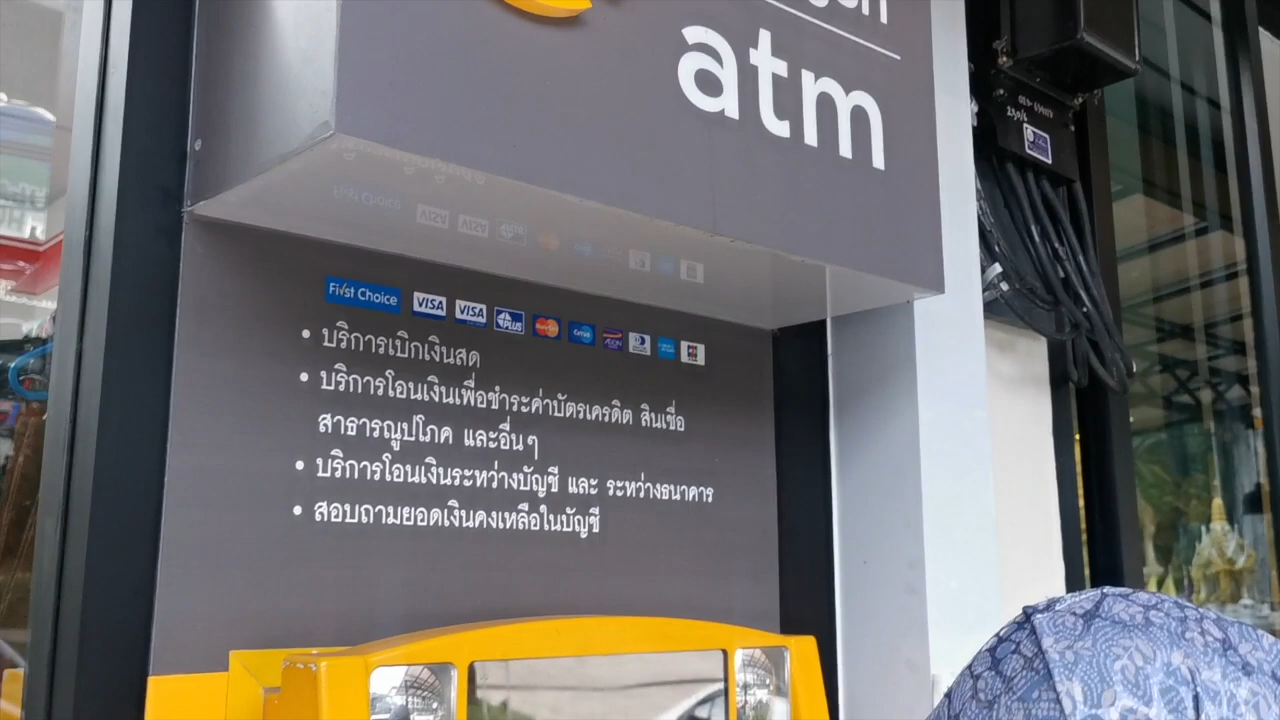 atm
First Choice VISA VISA PLUS MasterCard Cirrus AEON
• บริการเบิกเงินสด
• บริการโอนเงินเพื่อชำระค่าบัตรเครดิต สินเชื่อ
สาธารณูปโภค และอื่นๆ
• บริการโอนเงินระหว่างบัญชี และ ระหว่างธนาคาร
• สอบถามยอดเงินคงเหลือในบัญชี